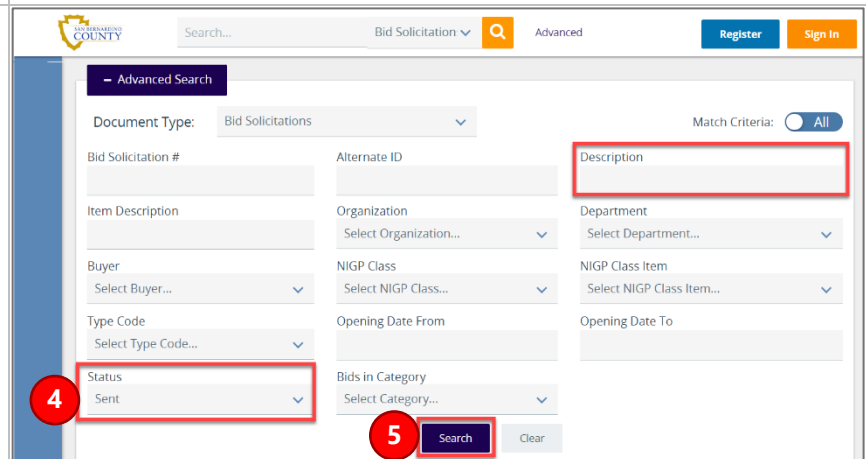 SAN BERNARDINO
COUNTY
Search...
Bid Solicitation
Advanced
Register
Sign In
– Advanced Search
Document Type:
Bid Solicitations
Match Criteria:
All
Bid Solicitation #
Alternate ID
Description
Item Description
Organization
Department
Select Organization...
Select Department...
Buyer
NIGP Class
NIGP Class Item
Select Buyer...
Select NIGP Class...
Select NIGP Class Item...
Type Code
Opening Date From
Opening Date To
Select Type Code...
Status
Bids in Category
4
Sent
Select Category...
5
Search
Clear